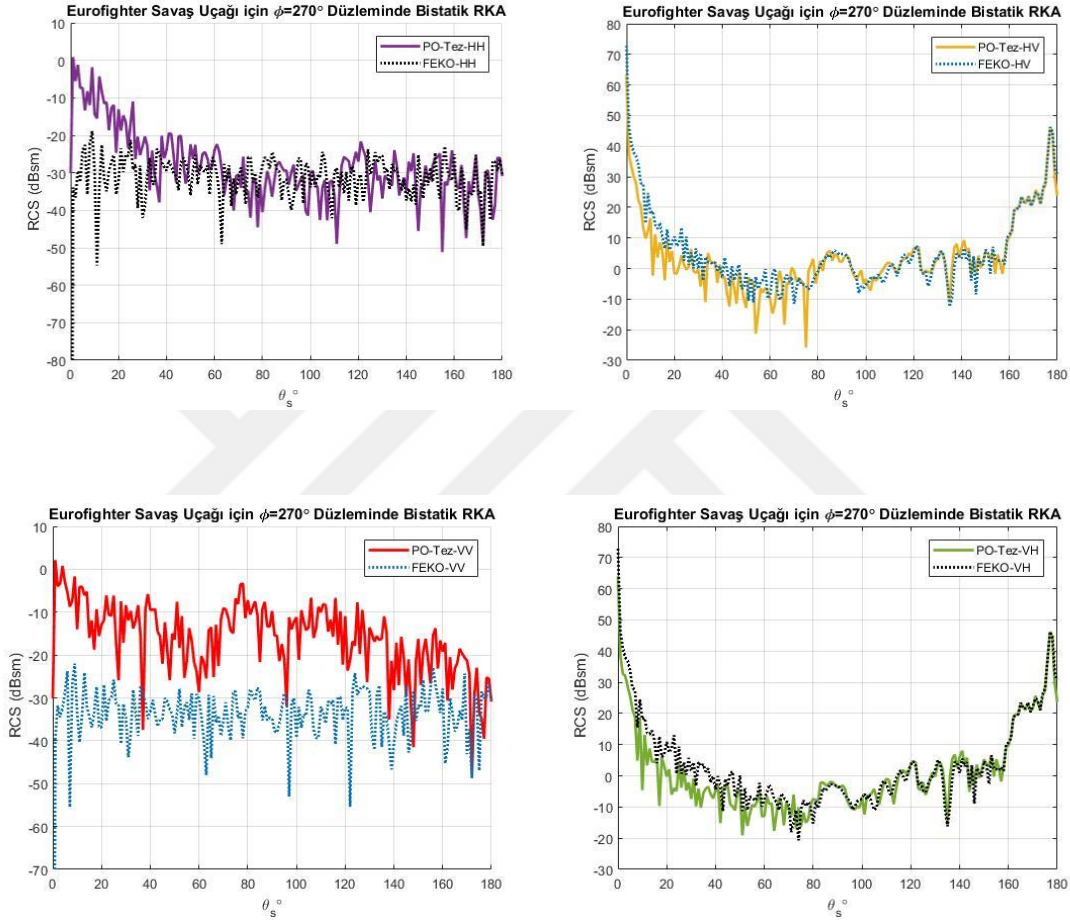 Eurofighter Savaş Uçağı için ϕ=270° Düzleminde Bistatik RKA
PO-Tez-HH
FEKO-HH
RCS (dBsm)
10
0
-10
-20
-30
-40
-50
-60
-70
-80
0 20 40 60 80 100 120 140 160 180
θs°
Eurofighter Savaş Uçağı için ϕ=270° Düzleminde Bistatik RKA
PO-Tez-HV
FEKO-HV
RCS (dBsm)
80
70
60
50
40
30
20
10
0
-10
-20
-30
0 20 40 60 80 100 120 140 160 180
θs°
Eurofighter Savaş Uçağı için ϕ=270° Düzleminde Bistatik RKA
PO-Tez-VV
FEKO-VV
RCS (dBsm)
10
0
-10
-20
-30
-40
-50
-60
-70
0 20 40 60 80 100 120 140 160 180
θs°
Eurofighter Savaş Uçağı için ϕ=270° Düzleminde Bistatik RKA
PO-Tez-VH
FEKO-VH
RCS (dBsm)
80
70
60
50
40
30
20
10
0
-10
-20
-30
0 20 40 60 80 100 120 140 160 180
θs°